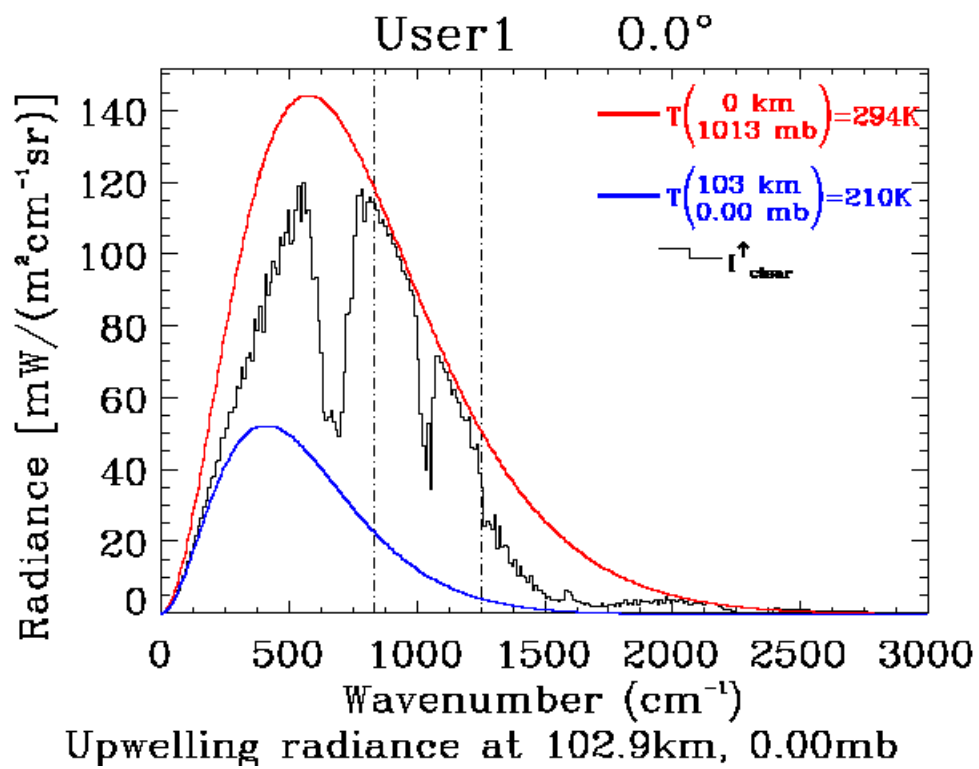 User1 0.0°
140
120
100
80
60
40
20
0
Radiance [mW/(m²cm⁻¹sr)]
T(0 km
1013 mb)=294K
T(103 km
0.00 mb)=210K
I↑clear
0 500 1000 1500 2000 2500 3000
Wavenumber (cm⁻¹)
Upwelling radiance at 102.9km, 0.00mb